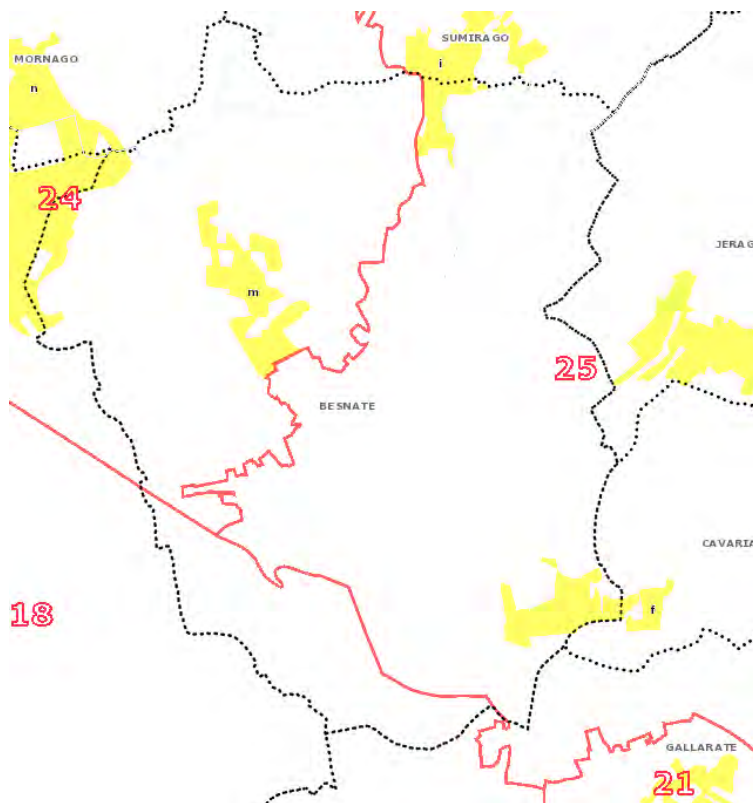 SUMIRAGO
i
MORNAGO
n
24
JERAG
m
25
BESNATE
CAVARIA
18
f
GALLARATE
21